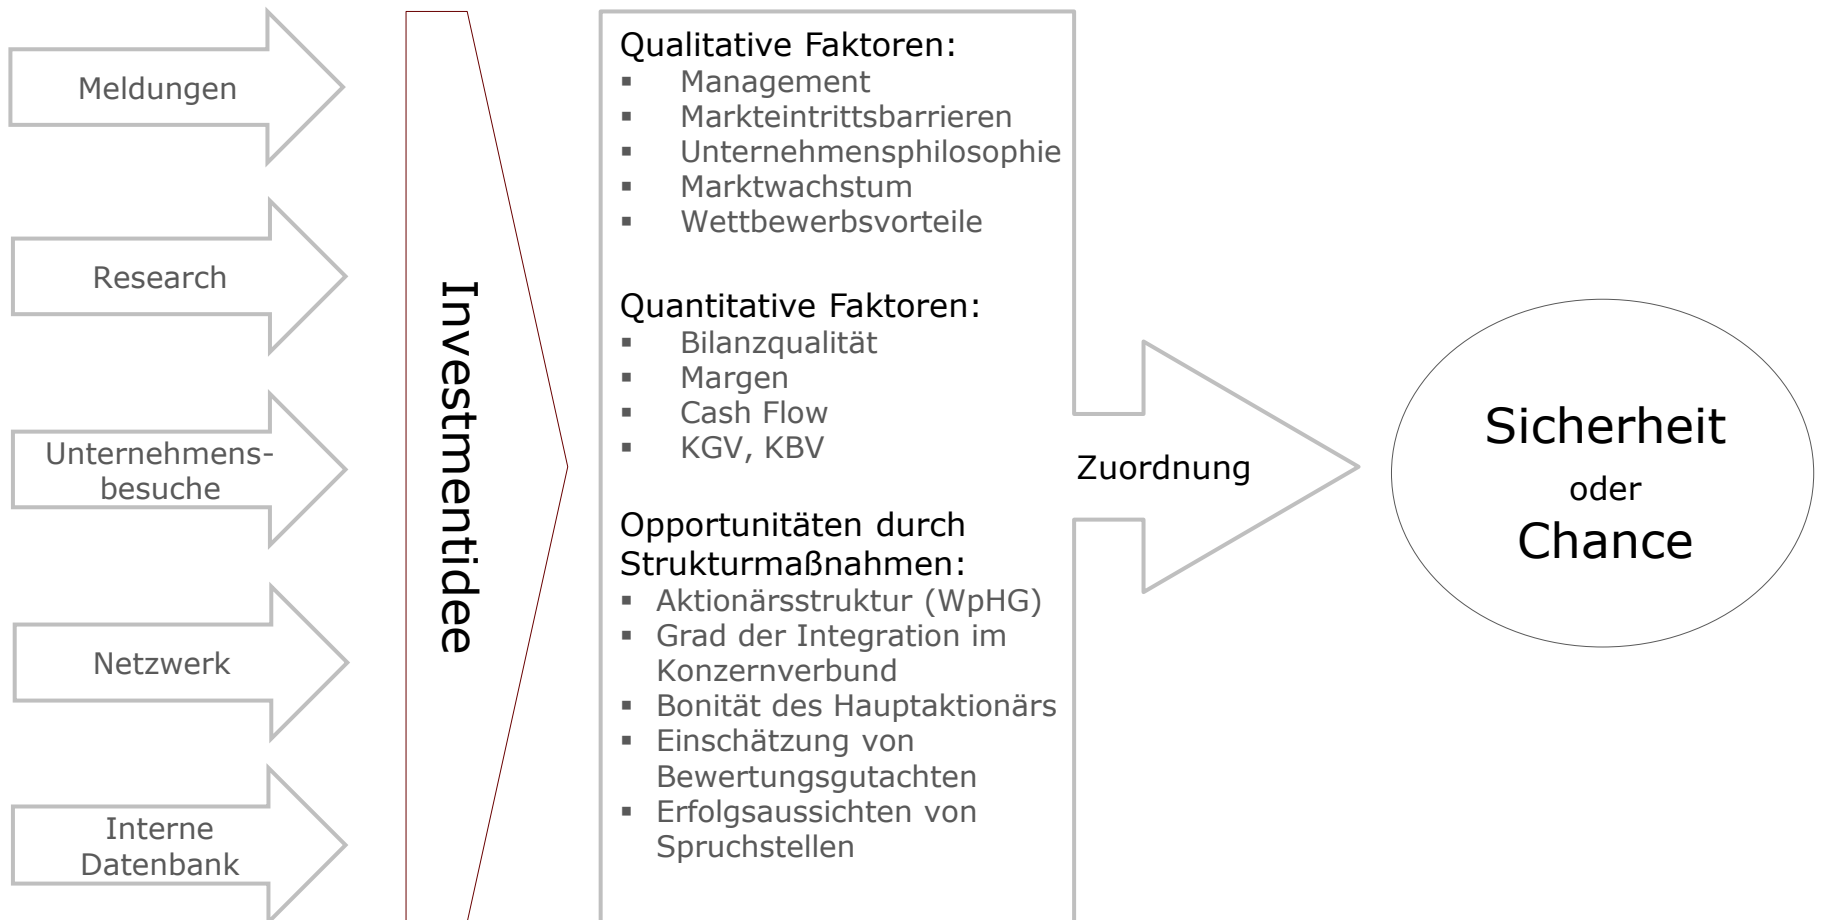 Meldungen
Research
Unternehmens-
besuche
Netzwerk
Interne
Datenbank
Investmentidee
Qualitative Faktoren:
▪ Management
▪ Markteintrittsbarrieren
▪ Unternehmensphilosophie
▪ Marktwachstum
▪ Wettbewerbsvorteile
Quantitative Faktoren:
▪ Bilanzqualität
▪ Margen
▪ Cash Flow
▪ KGV, KBV
Opportunitäten durch
Strukturmaßnahmen:
▪ Aktionärsstruktur (WpHG)
▪ Grad der Integration im
Konzernverbund
▪ Bonität des Hauptaktionärs
▪ Einschätzung von
Bewertungsgutachten
▪ Erfolgsaussichten von
Spruchstellen
Zuordnung
Sicherheit
oder
Chance